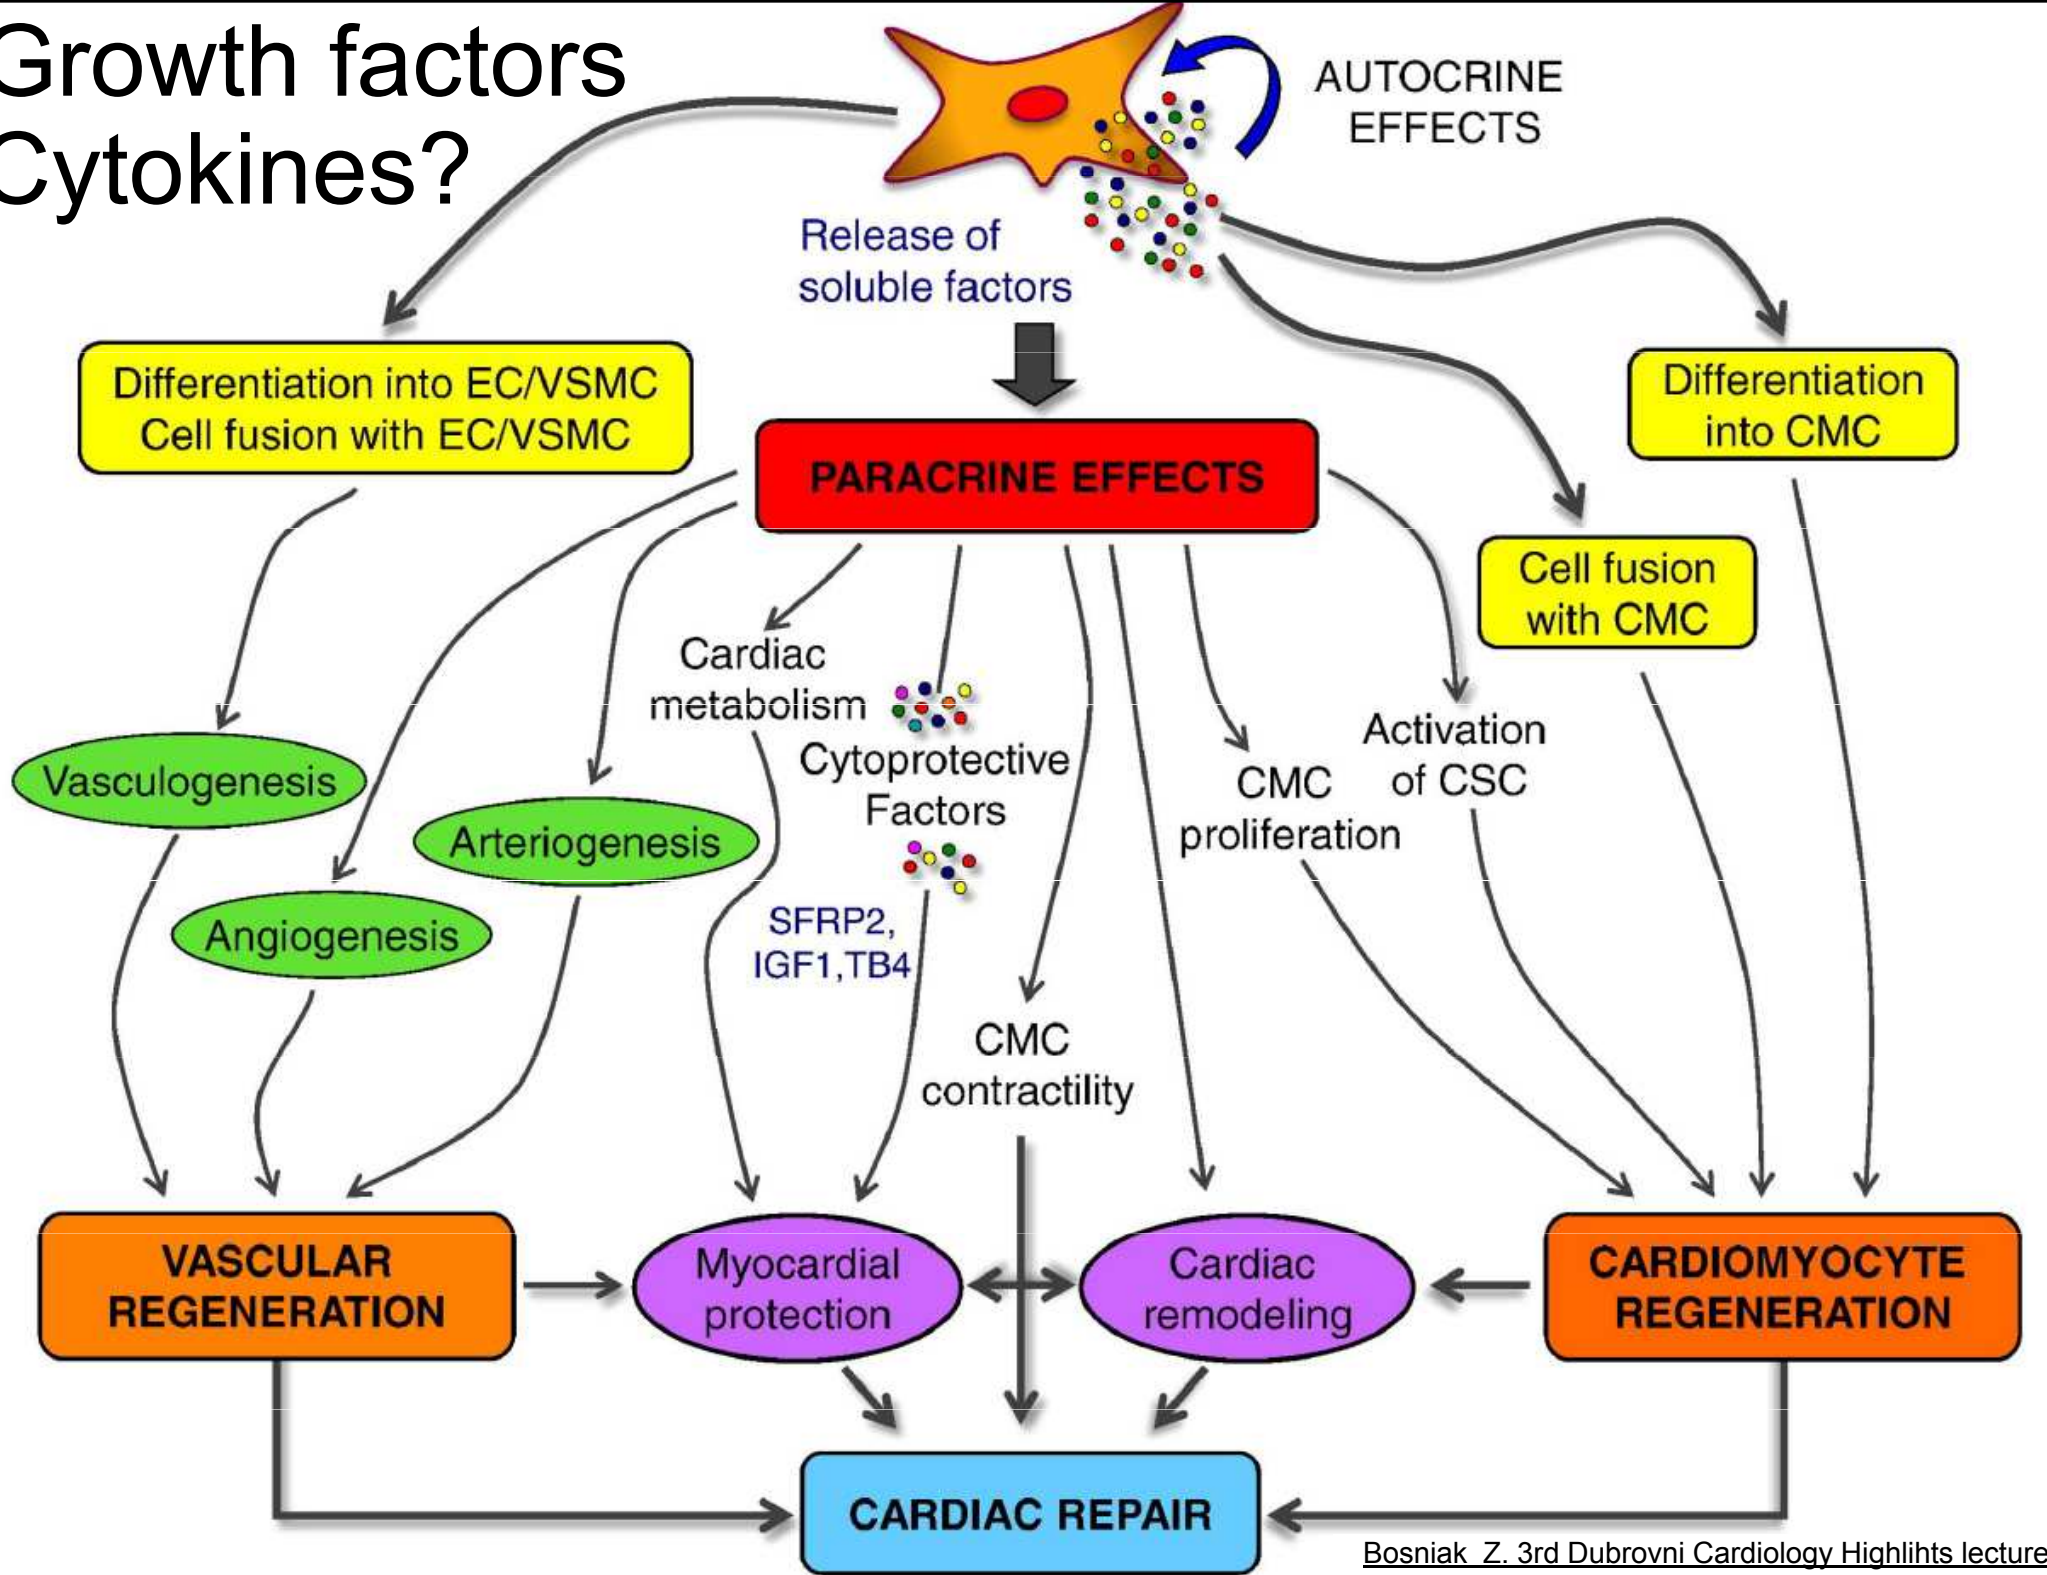 Growth factors
Cytokines?
AUTOCRINE
EFFECTS
Release of
soluble factors
Differentiation into EC/VSMC
Cell fusion with EC/VSMC
PARACRINE EFFECTS
Differentiation
into CMC
Cell fusion
with CMC
Cardiac
metabolism
Cytoprotective
Factors
SFRP2,
IGF1,TB4
CMC
contractility
CMC
proliferation
Activation
of CSC
Vasculogenesis
Arteriogenesis
Angiogenesis
VASCULAR
REGENERATION
Myocardial
protection
Cardiac
remodeling
CARDIOMYOCYTE
REGENERATION
CARDIAC REPAIR
Bosniak Z. 3rd Dubrovni Cardiology Highlihts lecture